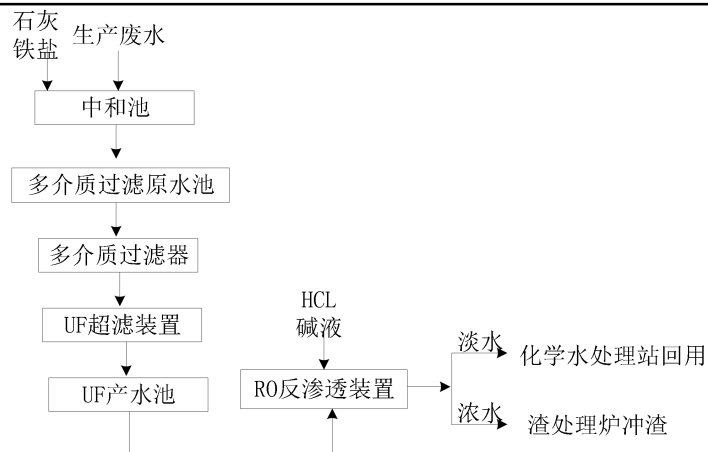 石灰
铁盐
生产废水
中和池
多介质过滤原水池
多介质过滤器
UF超滤装置
UF产水池
HCL
碱液
RO反渗透装置
淡水
化学水处理站回用
浓水
渣处理炉冲渣